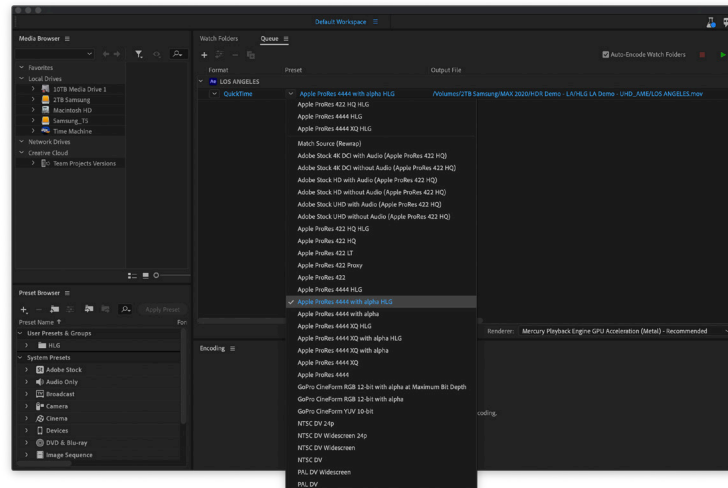 Default Workspace
Media Browser
Favorites
Local Drives
10TB Media Drive 1
2TB Samsung
Macintosh HD
Samsung_T5
Time Machine
Network Drives
Creative Cloud
Team Projects Versions
Preset Browser
Apply Preset
Preset Name
For
User Presets & Groups
HLG
System Presets
Adobe Stock
Audio Only
Broadcast
Camera
Cinema
Devices
DVD & Blu-ray
Image Sequence
Watch Folders
Queue
Auto-Encode Watch Folders
Format Preset Output File
Ae LOS ANGELES
QuickTime Apple ProRes 4444 with alpha HLG /Volumes/2TB Samsung/MAX 2020/HDR Demo - LA/HLG LA Demo - UHD_AME/LOS ANGELES.mov
Apple ProRes 422 HQ HLG
Apple ProRes 4444 HLG
Apple ProRes 4444 XQ HLG
Match Source (Rewrap)
Adobe Stock 4K DCI with Audio (Apple ProRes 422 HQ)
Adobe Stock 4K DCI without Audio (Apple ProRes 422 HQ)
Adobe Stock HD with Audio (Apple ProRes 422 HQ)
Adobe Stock HD without Audio (Apple ProRes 422 HQ)
Adobe Stock UHD with Audio (Apple ProRes 422 HQ)
Adobe Stock UHD without Audio (Apple ProRes 422 HQ)
Apple ProRes 422 HQ HLG
Apple ProRes 422 HQ
Apple ProRes 422 LT
Apple ProRes 422 Proxy
Apple ProRes 422
Apple ProRes 4444 HLG
Apple ProRes 4444 with alpha HLG
Apple ProRes 4444 with alpha
Apple ProRes 4444 XQ HLG
Apple ProRes 4444 XQ with alpha HLG
Apple ProRes 4444 XQ with alpha
Apple ProRes 4444 XQ
Apple ProRes 4444
GoPro CineForm RGB 12-bit with alpha at Maximum Bit Depth
GoPro CineForm RGB 12-bit with alpha
GoPro CineForm YUV 10-bit
NTSC DV 24p
NTSC DV Widescreen 24p
NTSC DV Widescreen
NTSC DV
PAL DV Widescreen
PAL DV
Renderer: Mercury Playback Engine GPU Acceleration (Metal) - Recommended
Encoding
coding.